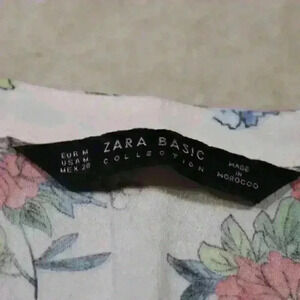 EUR M
USA M
MEX 28
ZARA BASIC
COLLECTION
MADE
IN
MOROCCO